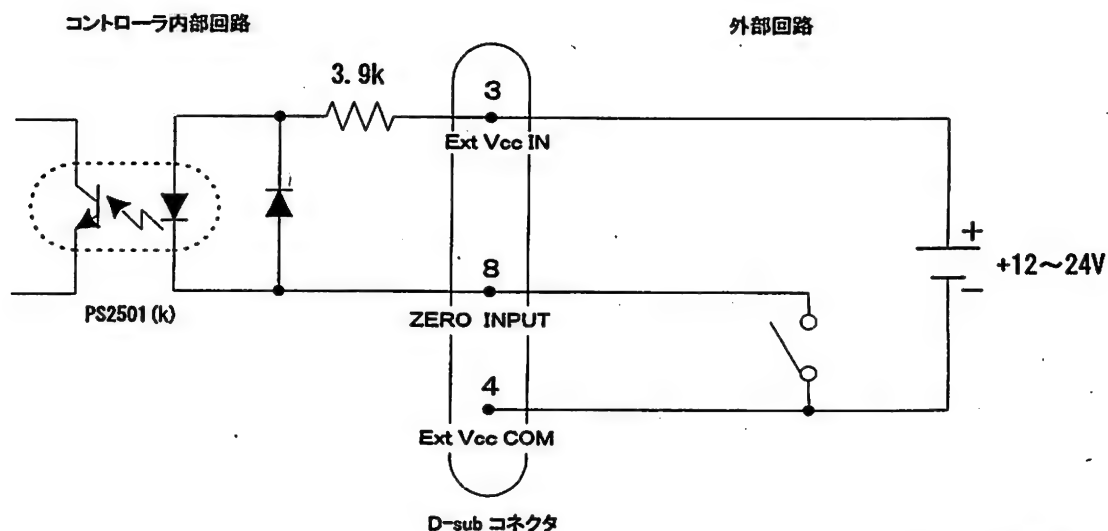 コントローラ内部回路
外部回路
3.9k
3
Ext Vcc IN
+
+12～24V
−
8
ZERO INPUT
PS2501(k)
4
Ext Vcc COM
D-sub コネクタ